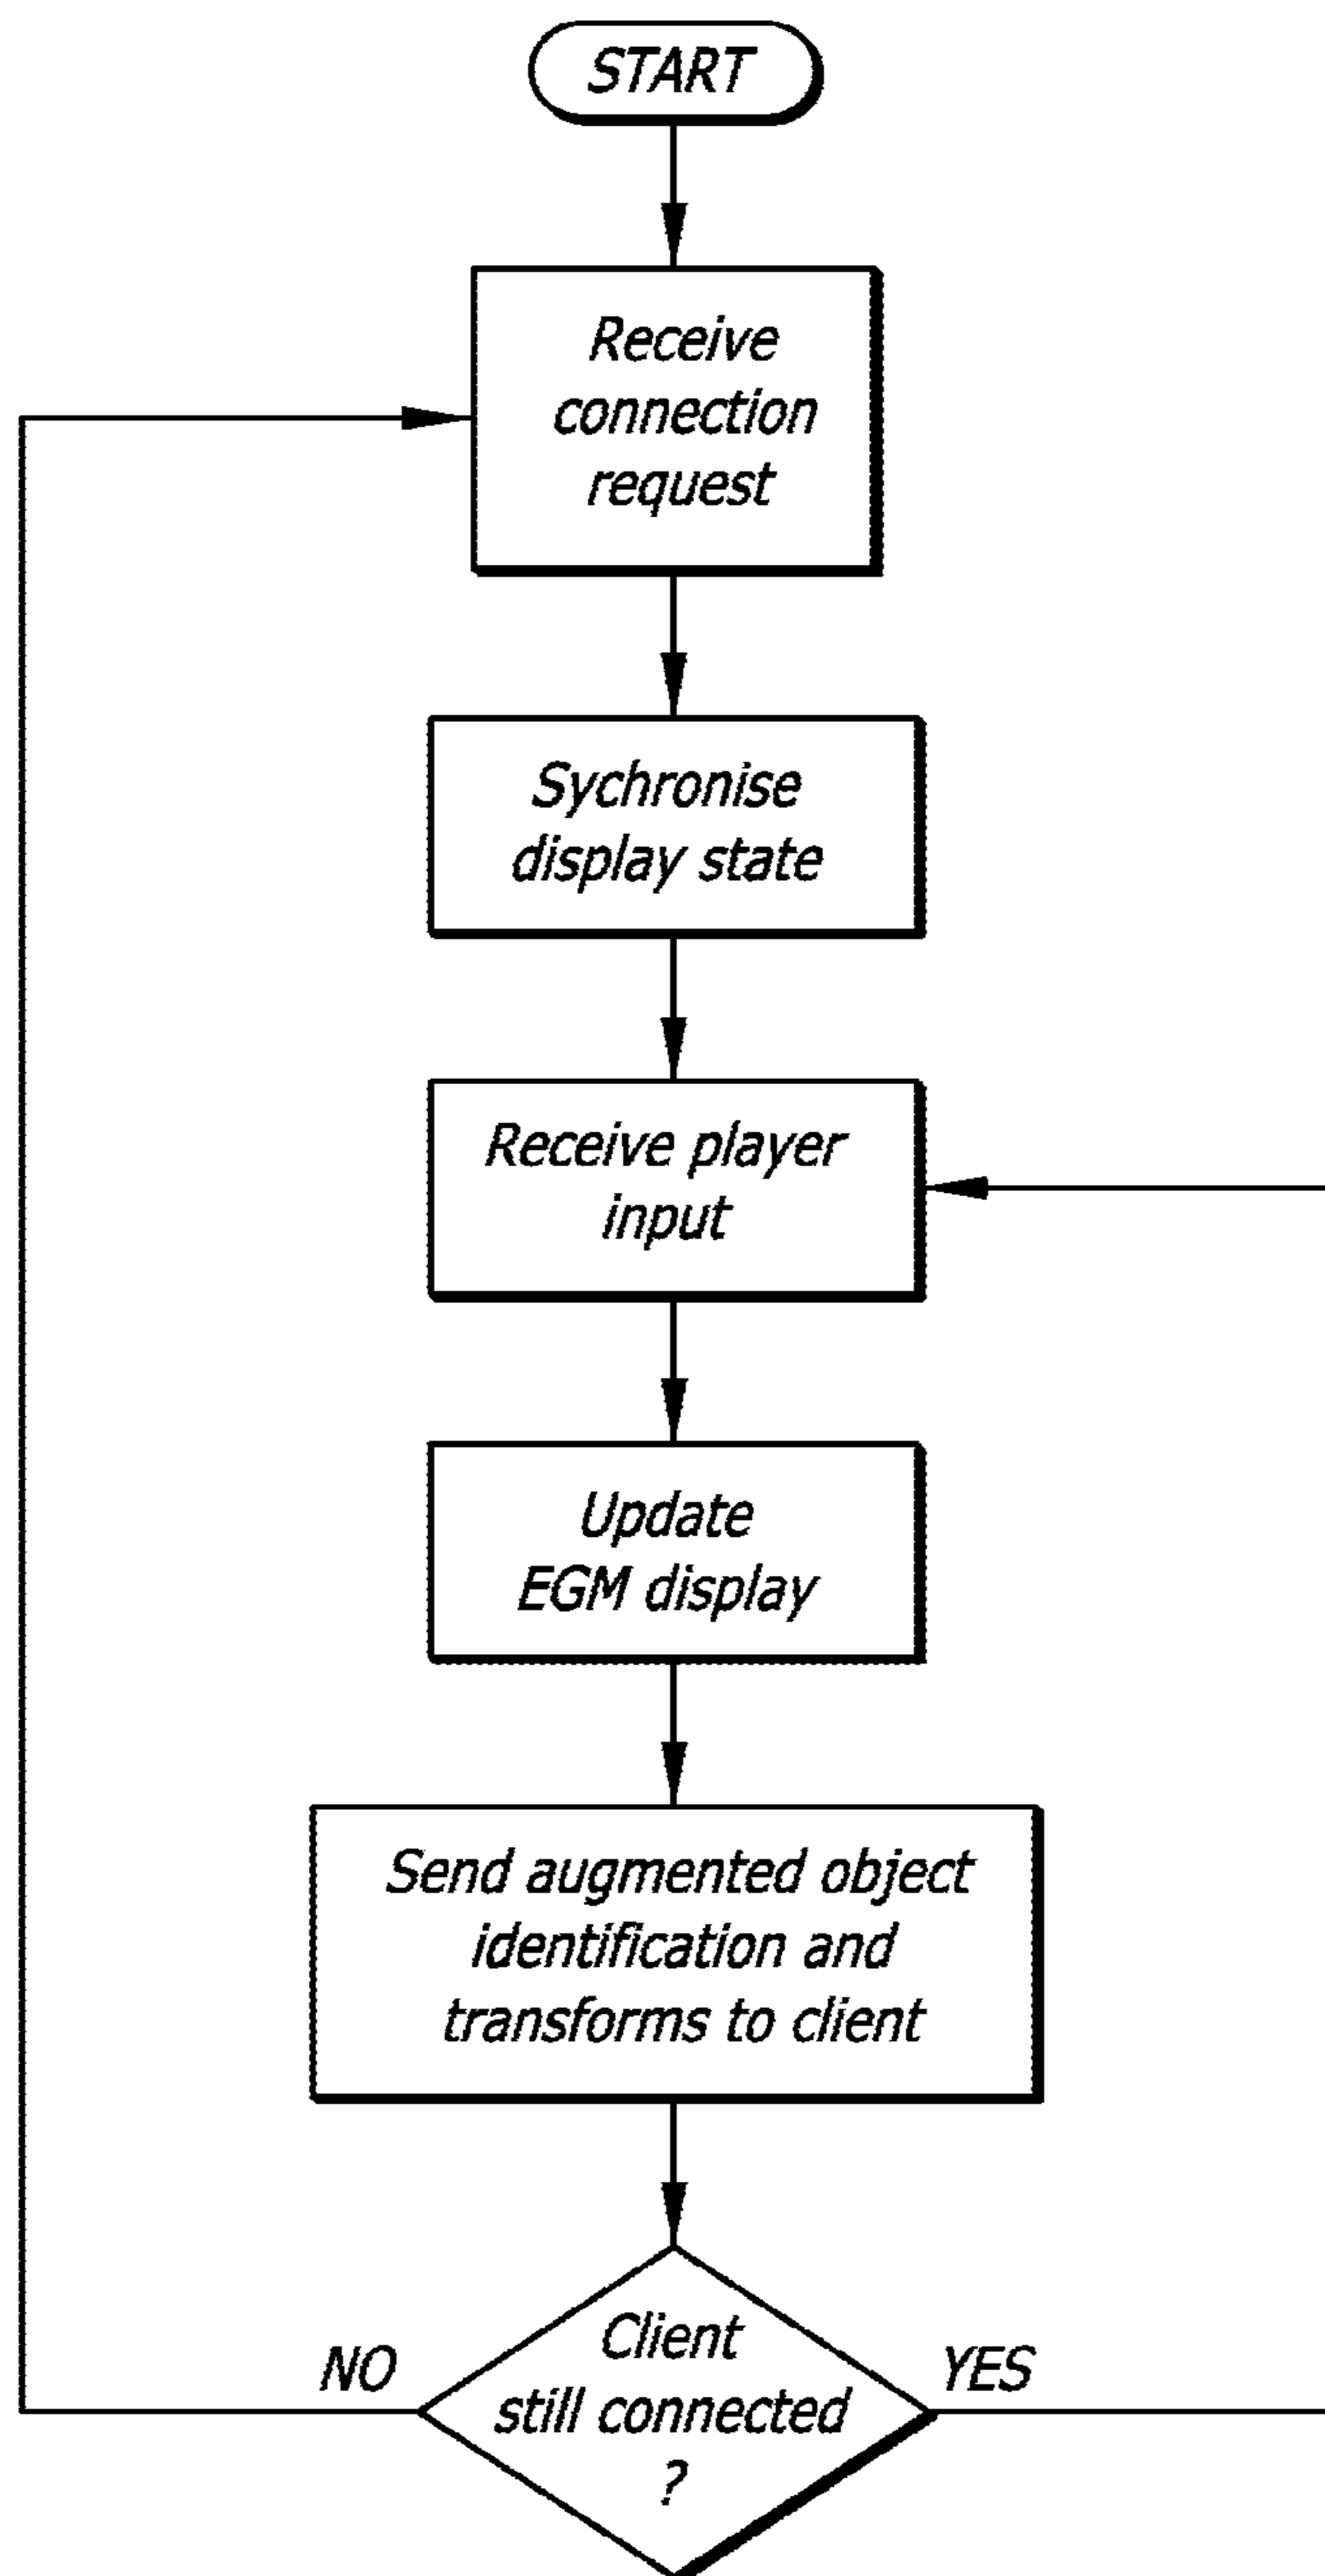 START
Receive
connection
request
Sychronise
display state
Receive player
input
Update
EGM display
Send augmented object
identification and
transforms to client
Client
still connected
?
NO
YES